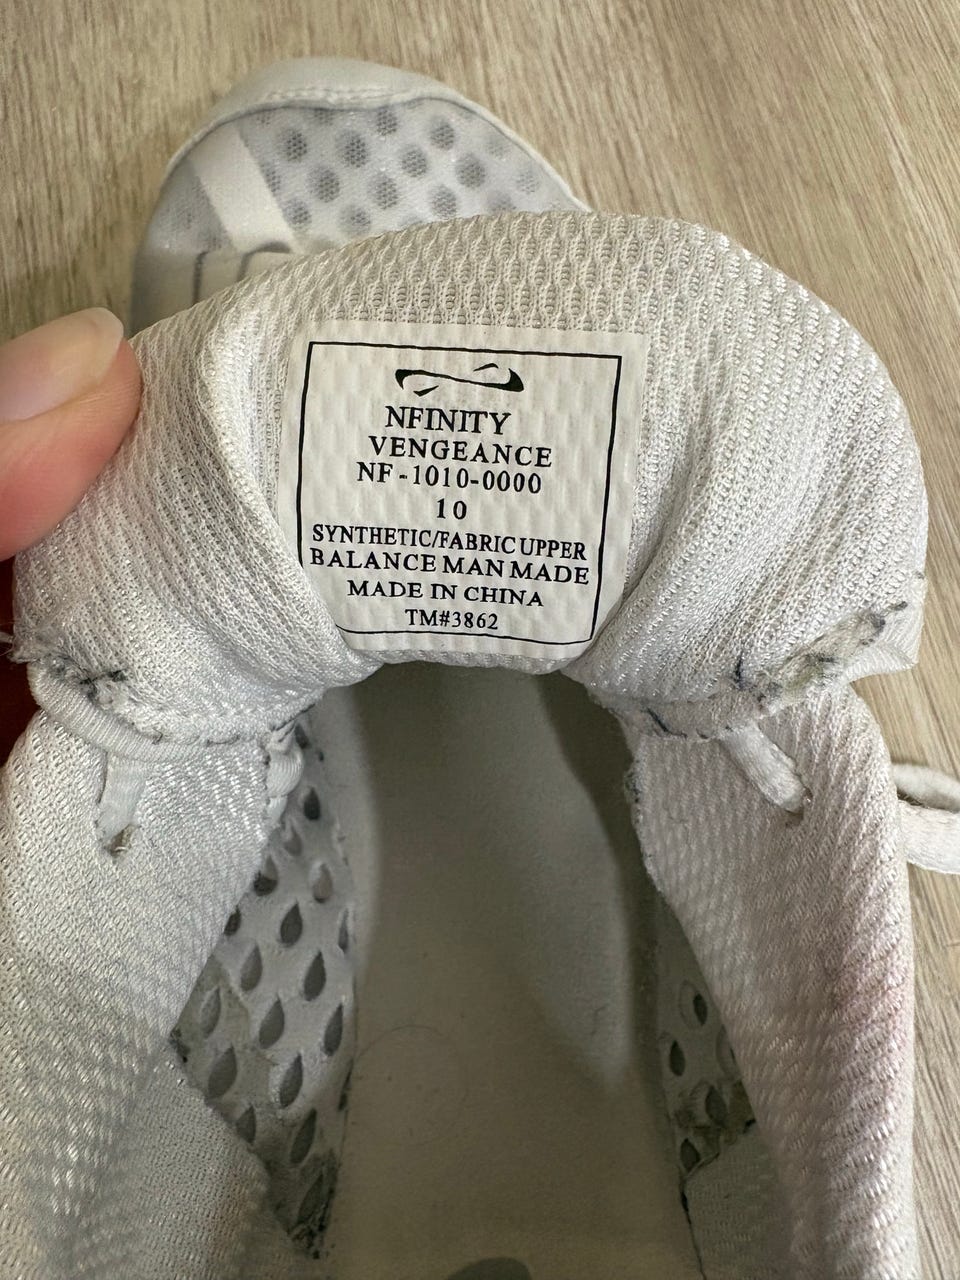 NFINITY
VENGEANCE
NF-1010-0000
10
SYNTHETIC/FABRIC UPPER
BALANCE MAN MADE
MADE IN CHINA
TM#3862